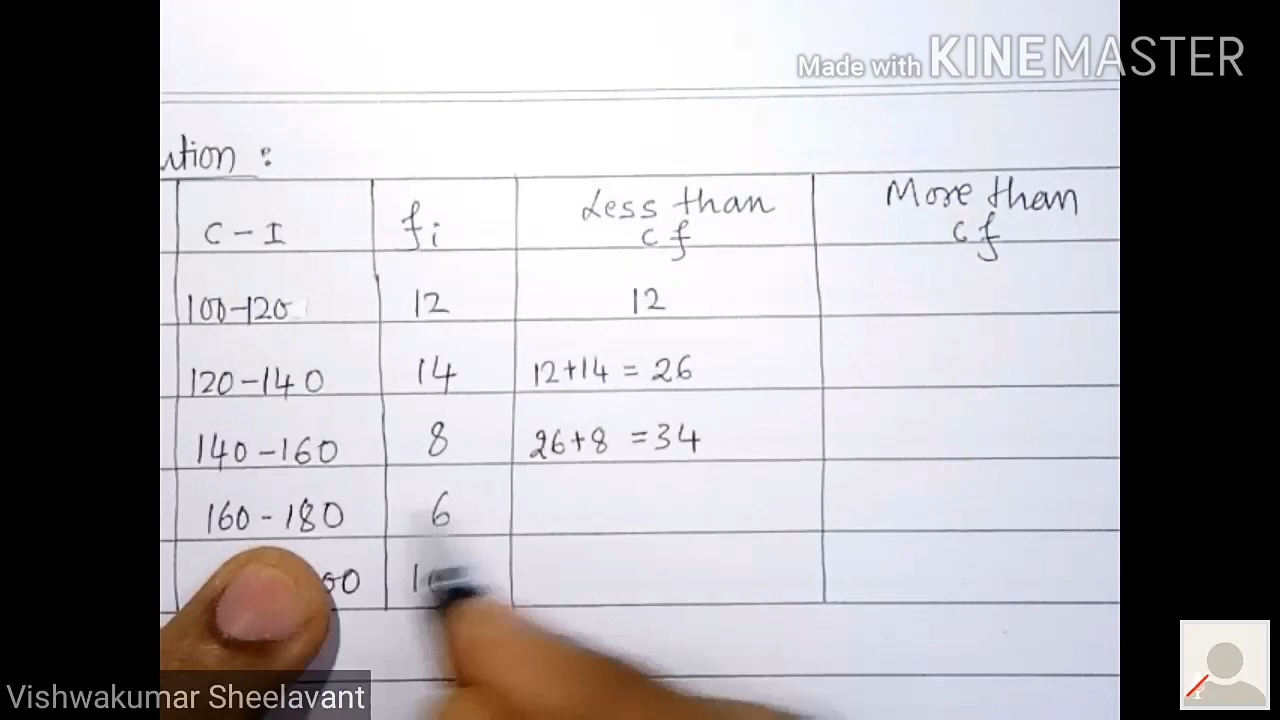 Made with KINEMASTER
ution :
C-I fi Less than cf More than cf
100-120 12 12
120-140 14 12+14 = 26
140-160 8 26+8 = 34
160-180 6
Vishwakumar Sheelavant